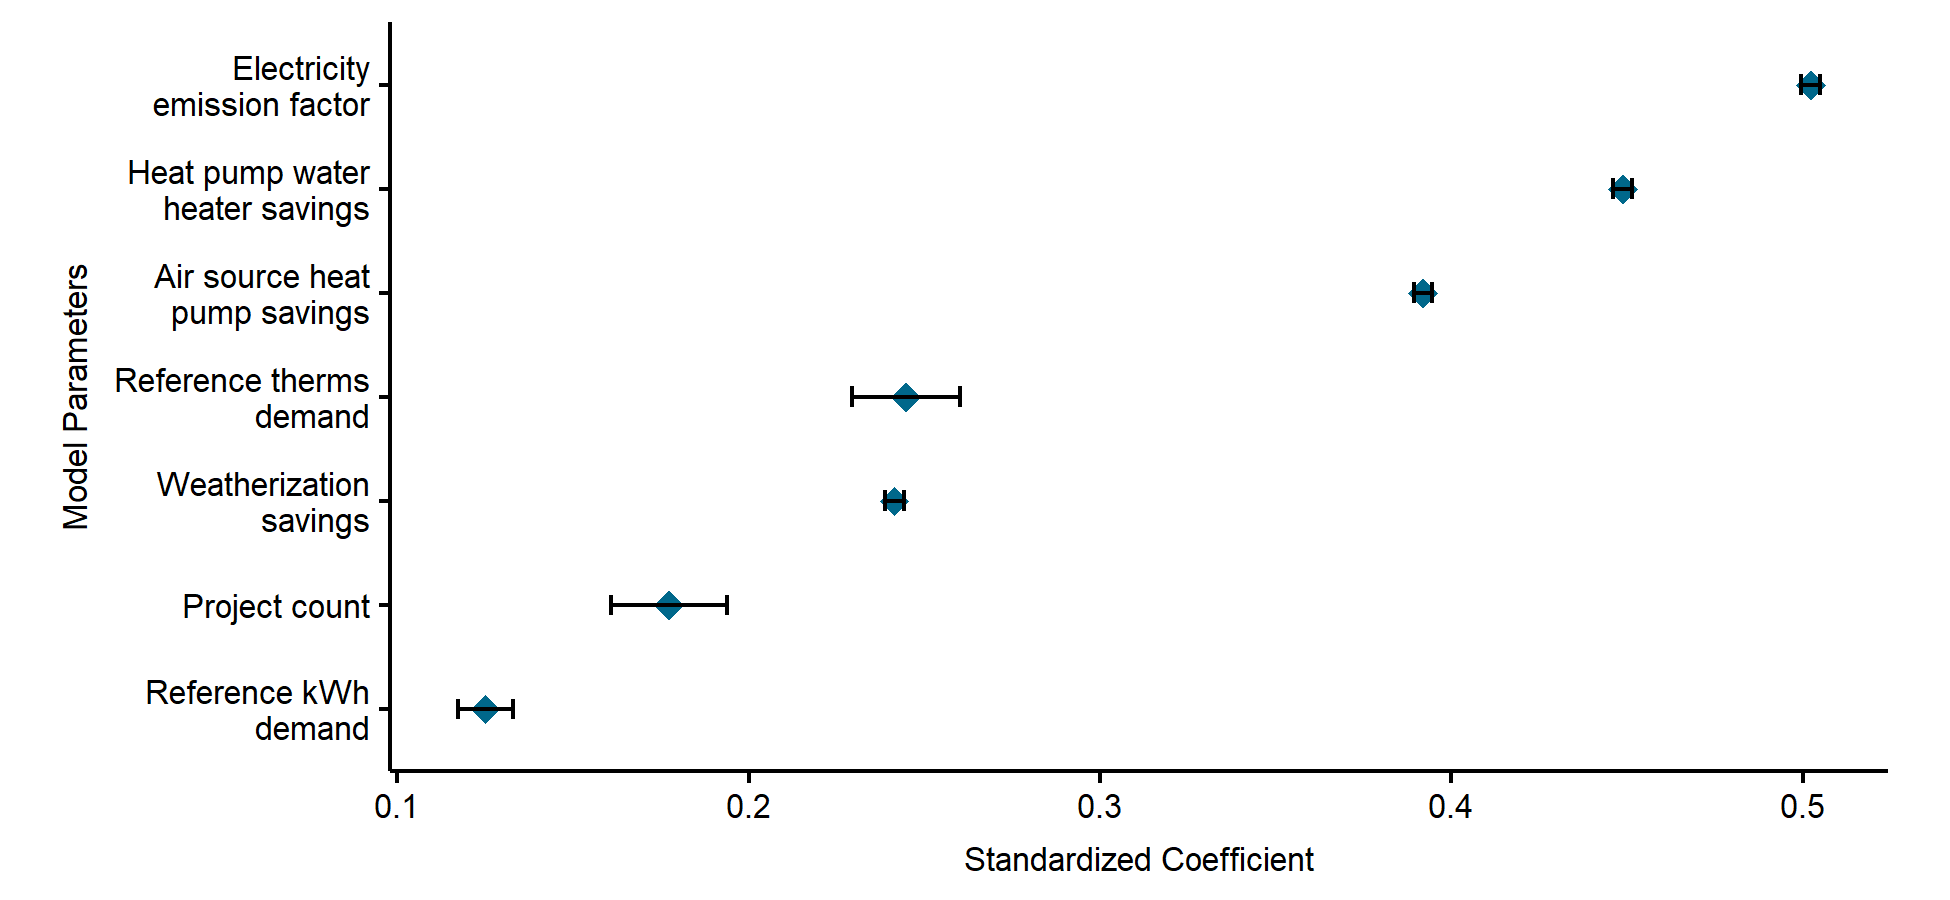 Electricity
emission factor
Heat pump water
heater savings
Air source heat
pump savings
Reference therms
demand
Weatherization
savings
Project count
Reference kWh
demand
Model Parameters
0.1
0.2
0.3
0.4
0.5
Standardized Coefficient